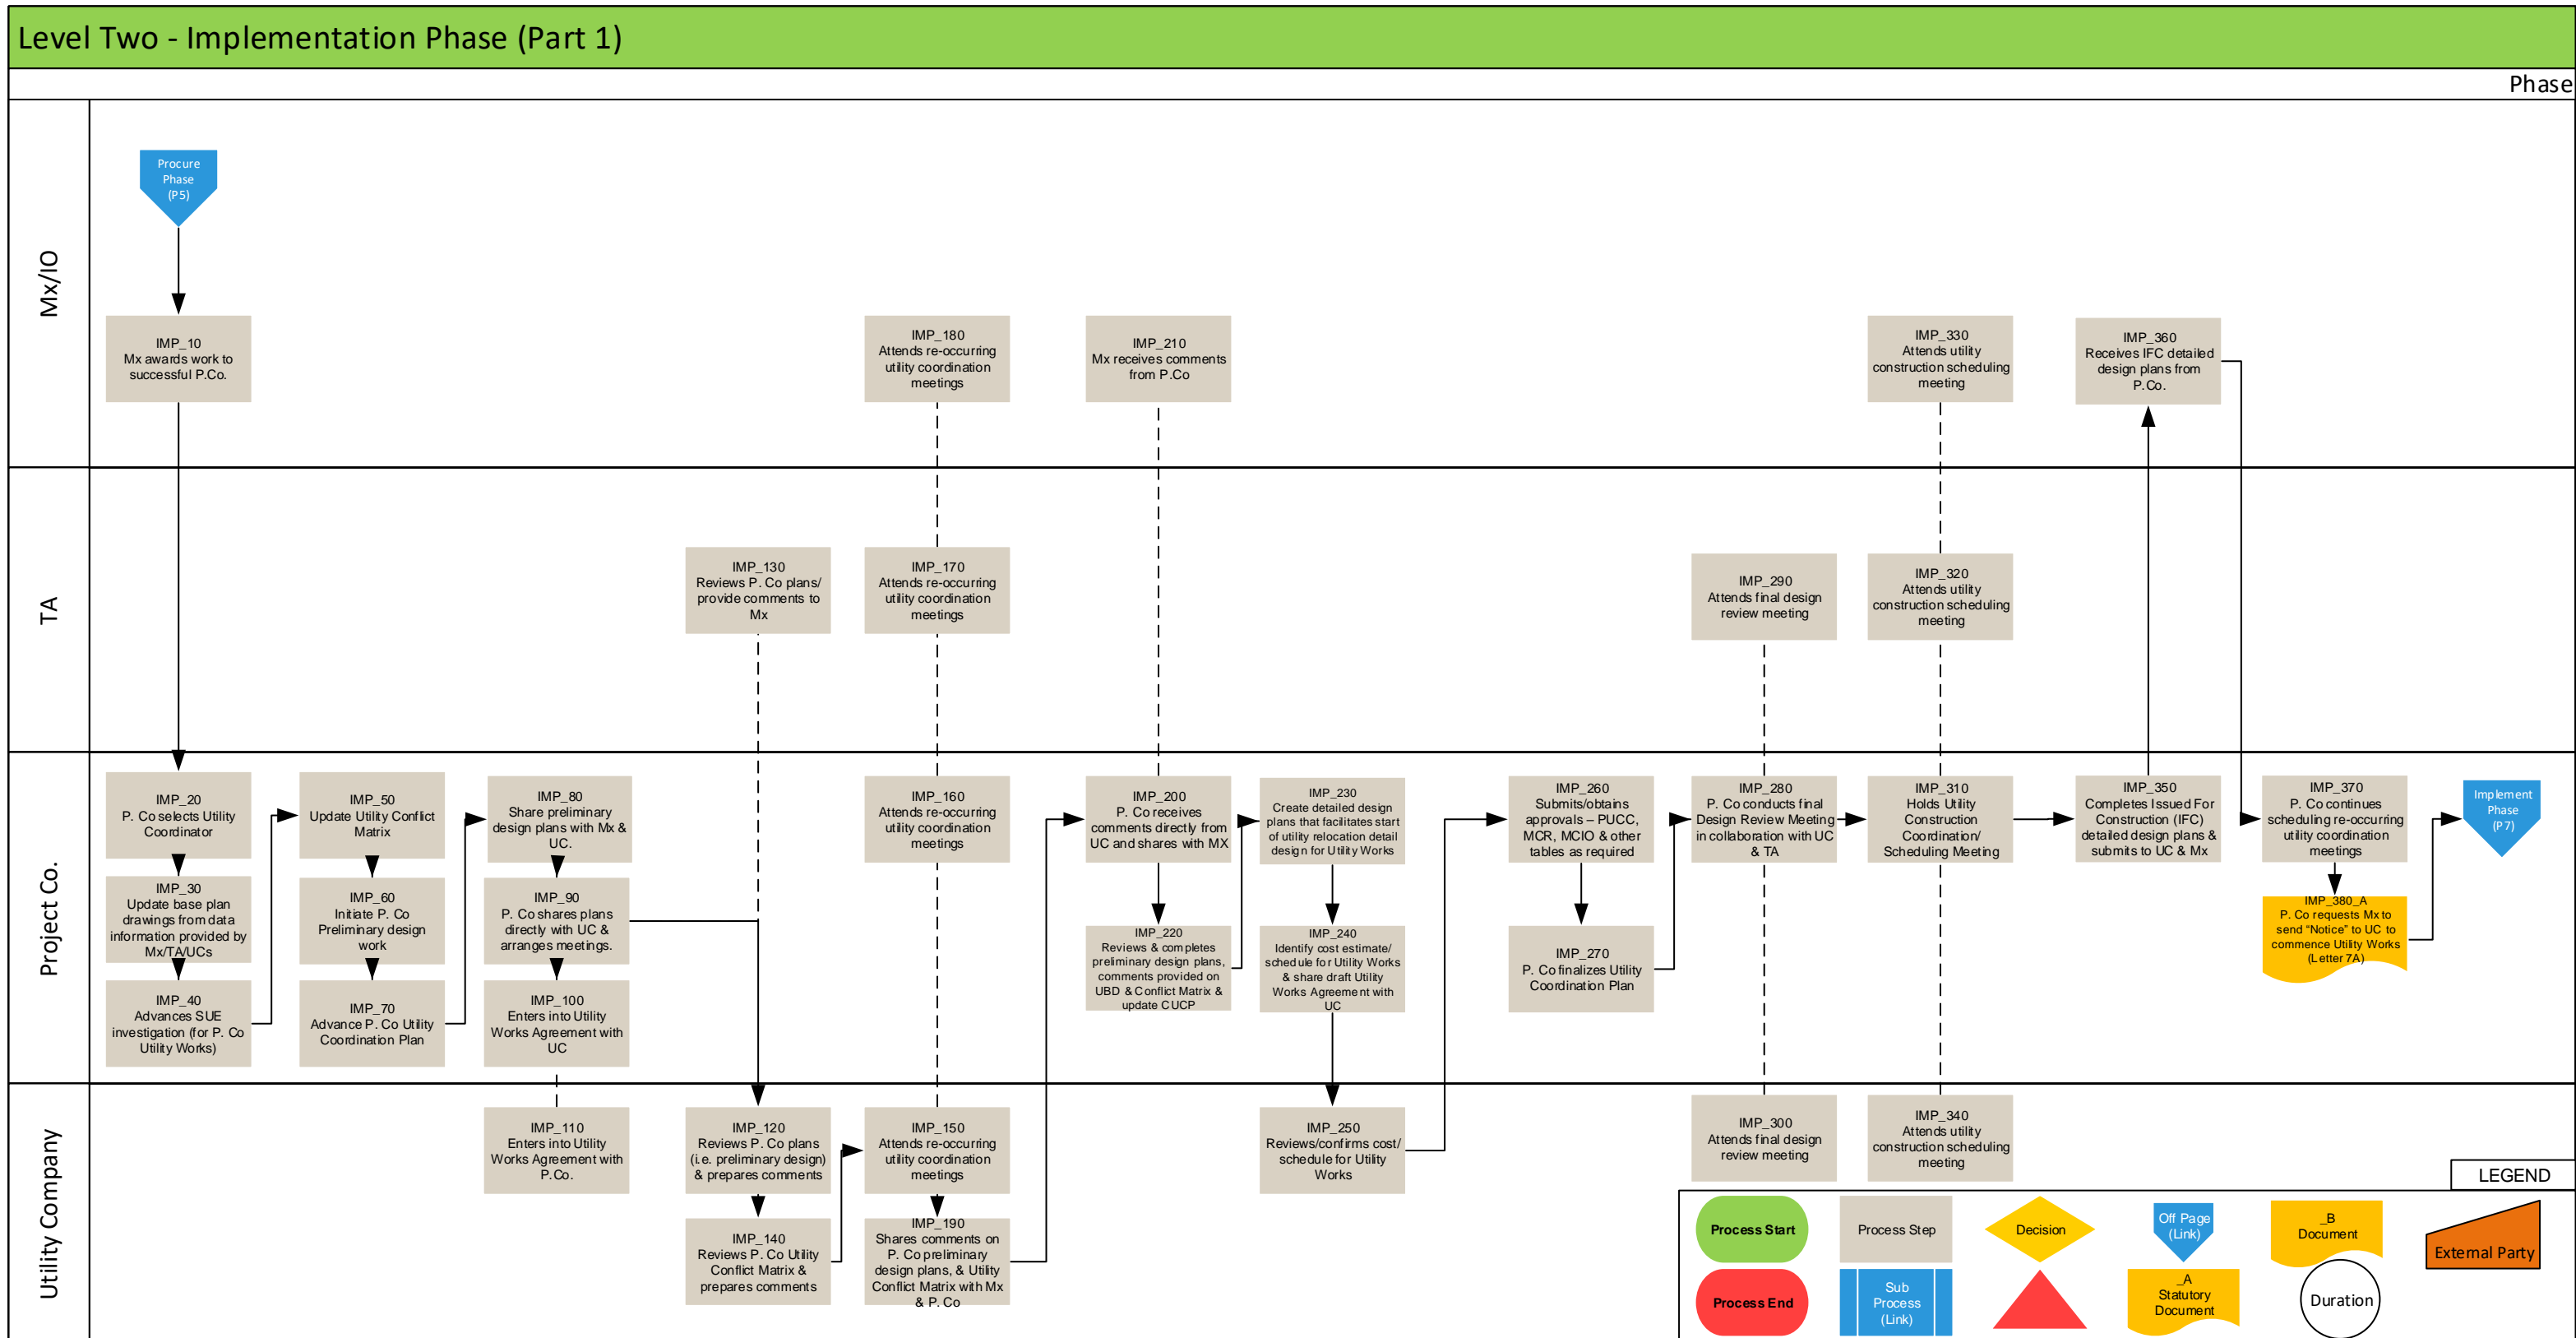 Level Two - Implementation Phase (Part 1)
Phase
Mx/IO
Procure
Phase
(P5)
IMP_10
Mx awards work to
successful P.Co.
IMP_180
Attends re-occurring
utility coordination
meetings
IMP_210
Mx receives comments
from P.Co
IMP_330
Attends utility
construction scheduling
meeting
IMP_360
Receives IFC detailed
design plans from
P.Co.
TA
IMP_130
Reviews P. Co plans/
provide comments to
Mx
IMP_170
Attends re-occurring
utility coordination
meetings
IMP_290
Attends final design
review meeting
IMP_320
Attends utility
construction scheduling
meeting
Project Co.
IMP_20
P. Co selects Utility
Coordinator
IMP_30
Update base plan
drawings from data
information provided by
Mx/TA/UCs
IMP_40
Advances SUE
investigation (for P. Co
Utility Works)
IMP_50
Update Utility Conflict
Matrix
IMP_60
Initiate P. Co
Preliminary design
work
IMP_70
Advance P. Co Utility
Coordination Plan
IMP_80
Share preliminary
design plans with Mx &
UC.
IMP_90
P. Co shares plans
directly with UC &
arranges meetings.
IMP_100
Enters into Utility
Works Agreement with
UC
IMP_160
Attends re-occurring
utility coordination
meetings
IMP_200
P. Co receives
comments directly from
UC and shares with MX
IMP_220
Reviews & completes
preliminary design plans,
comments provided on
UBD & Conflict Matrix &
update CUCP
IMP_230
Create detailed design
plans that facilitates start
of utility relocation detail
design for Utility Works
IMP_240
Identify cost estimate/
schedule for Utility Works
& share draft Utility
Works Agreement with
UC
IMP_260
Submits/obtains
approvals – PUCC,
MCR, MCIO & other
tables as required
IMP_270
P. Co finalizes Utility
Coordination Plan
IMP_280
P. Co conducts final
Design Review Meeting
in collaboration with UC
& TA
IMP_310
Holds Utility
Construction
Coordination/
Scheduling Meeting
IMP_350
Completes Issued For
Construction (IFC)
detailed design plans &
submits to UC & Mx
IMP_370
P. Co continues
scheduling re-occurring
utility coordination
meetings
IMP_380_A
P. Co requests Mx to
send “Notice” to UC to
commence Utility Works
(Letter 7A)
Implement
Phase
(P7)
Utility Company
IMP_110
Enters into Utility
Works Agreement with
P.Co.
IMP_120
Reviews P. Co plans
(i.e. preliminary design)
& prepares comments
IMP_140
Reviews P. Co Utility
Conflict Matrix &
prepares comments
IMP_150
Attends re-occurring
utility coordination
meetings
IMP_190
Shares comments on
P. Co preliminary
design plans, & Utility
Conflict Matrix with Mx
& P. Co
IMP_250
Reviews/confirms cost/
schedule for Utility
Works
IMP_300
Attends final design
review meeting
IMP_340
Attends utility
construction scheduling
meeting
LEGEND
Process Start
Process Step
Decision
Off Page
(Link)
_B
Document
External Party
Process End
Sub
Process
(Link)
_A
Statutory
Document
Duration